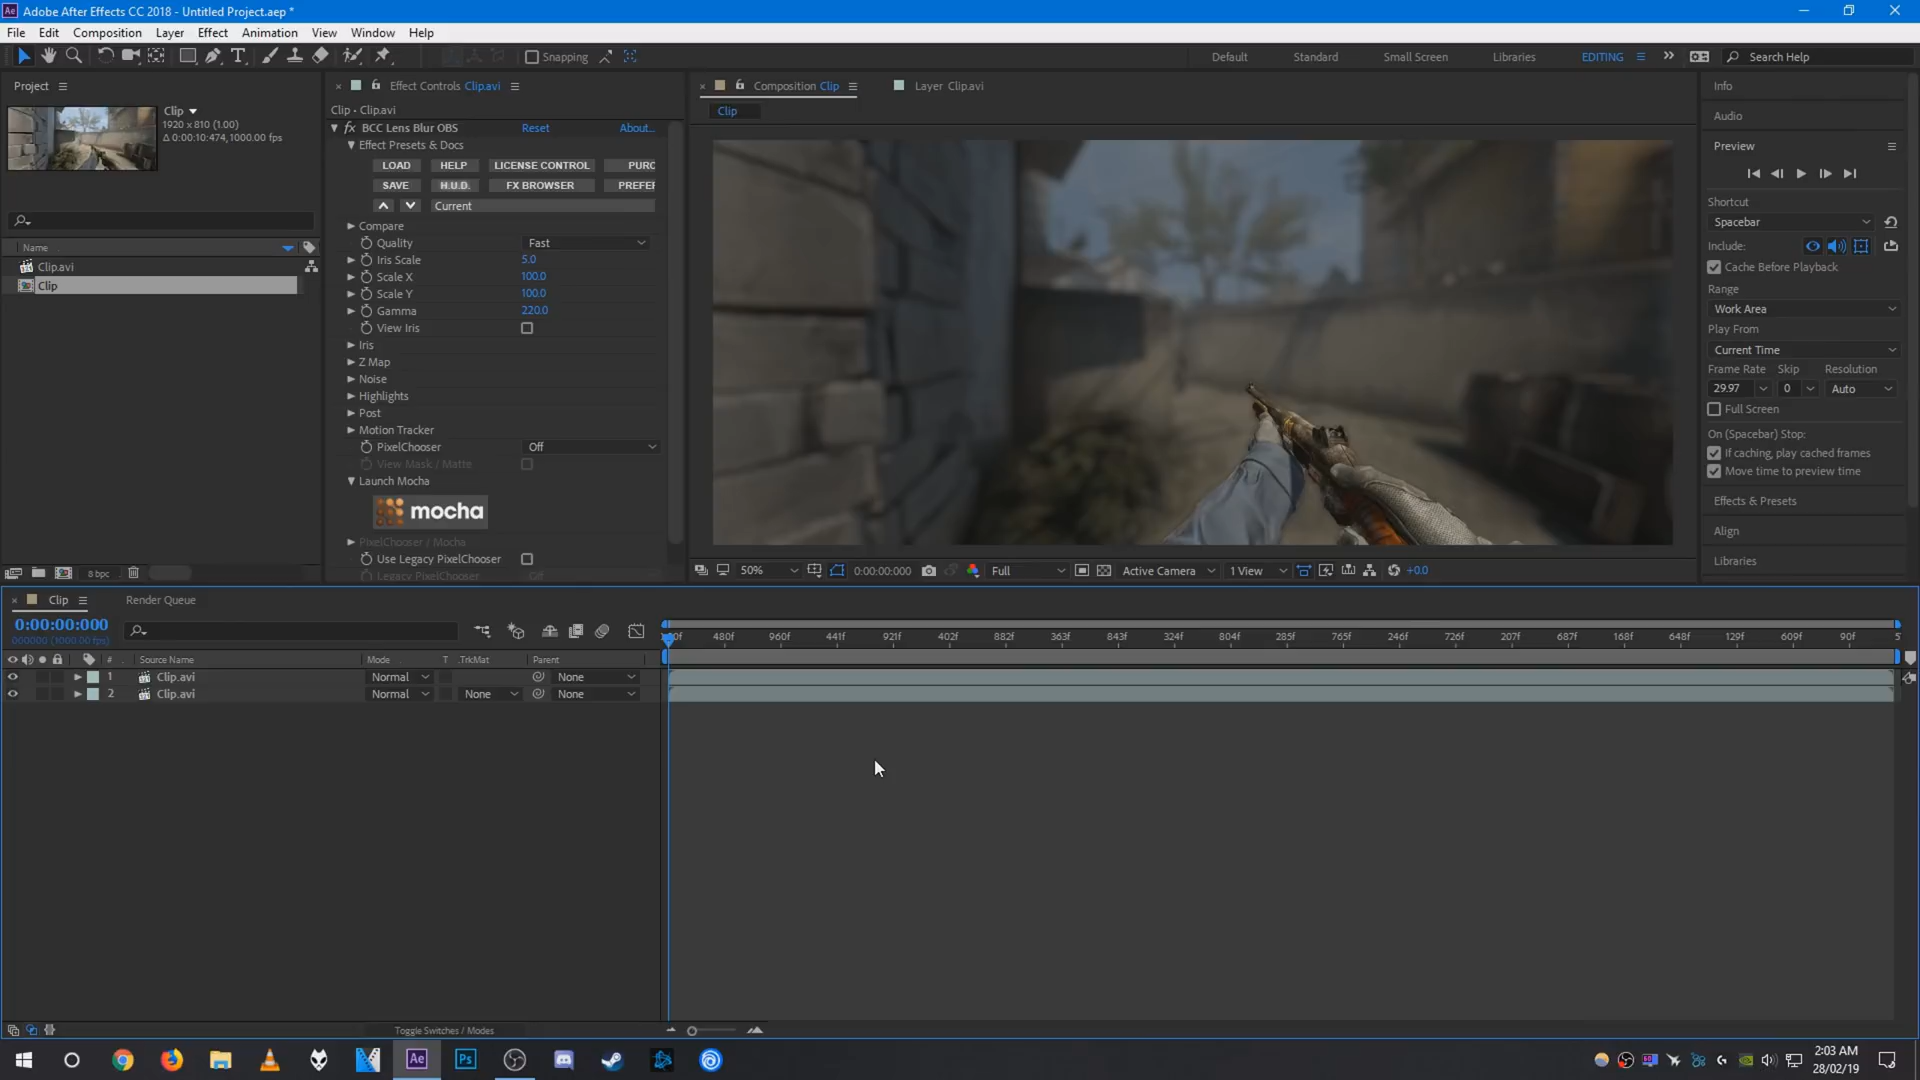 Adobe After Effects CC 2018 - Untitled Project.aep *
File Edit Composition Layer Effect Animation View Window Help
Snapping
Default Standard Small Screen Libraries EDITING Search Help
Project
Clip
1920 x 810 (1.00)
Δ 0:00:10:474,1000.00 fps
Name
Clip.avi
Clip
8 bpc
Effect Controls Clip.avi
Clip • Clip.avi
fx BCC Lens Blur OBS Reset About...
Effect Presets & Docs
LOAD HELP LICENSE CONTROL PURC
SAVE H.U.D. FX BROWSER PREFER
Current
Compare
Quality Fast
Iris Scale 5.0
Scale X 100.0
Scale Y 100.0
Gamma 220.0
View Iris
Iris
Z Map
Noise
Highlights
Post
Motion Tracker
PixelChooser Off
View Mask / Matte
Launch Mocha
mocha
PixelChooser / Mocha
Use Legacy PixelChooser
Legacy PixelChooser Off
Composition Clip
Layer Clip.avi
Clip
50% 0:00:00:000 Full Active Camera 1 View +0.0
Info
Audio
Preview
Shortcut
Spacebar
Include:
Cache Before Playback
Range
Work Area
Play From
Current Time
Frame Rate Skip Resolution
29.97 0 Auto
Full Screen
On (Spacebar) Stop:
If caching, play cached frames
Move time to preview time
Effects & Presets
Align
Libraries
Clip Render Queue
0:00:00:000
000000 (1000.00 fps)
480f 960f 441f 921f 402f 882f 363f 843f 324f 804f 285f 765f 246f 726f 207f 687f 168f 648f 129f 609f 90f 5
# Source Name Mode T .TrkMat Parent
1 Clip.avi Normal None
2 Clip.avi Normal None None
Toggle Switches / Modes
Ae Ps
2:03 AM
28/02/19